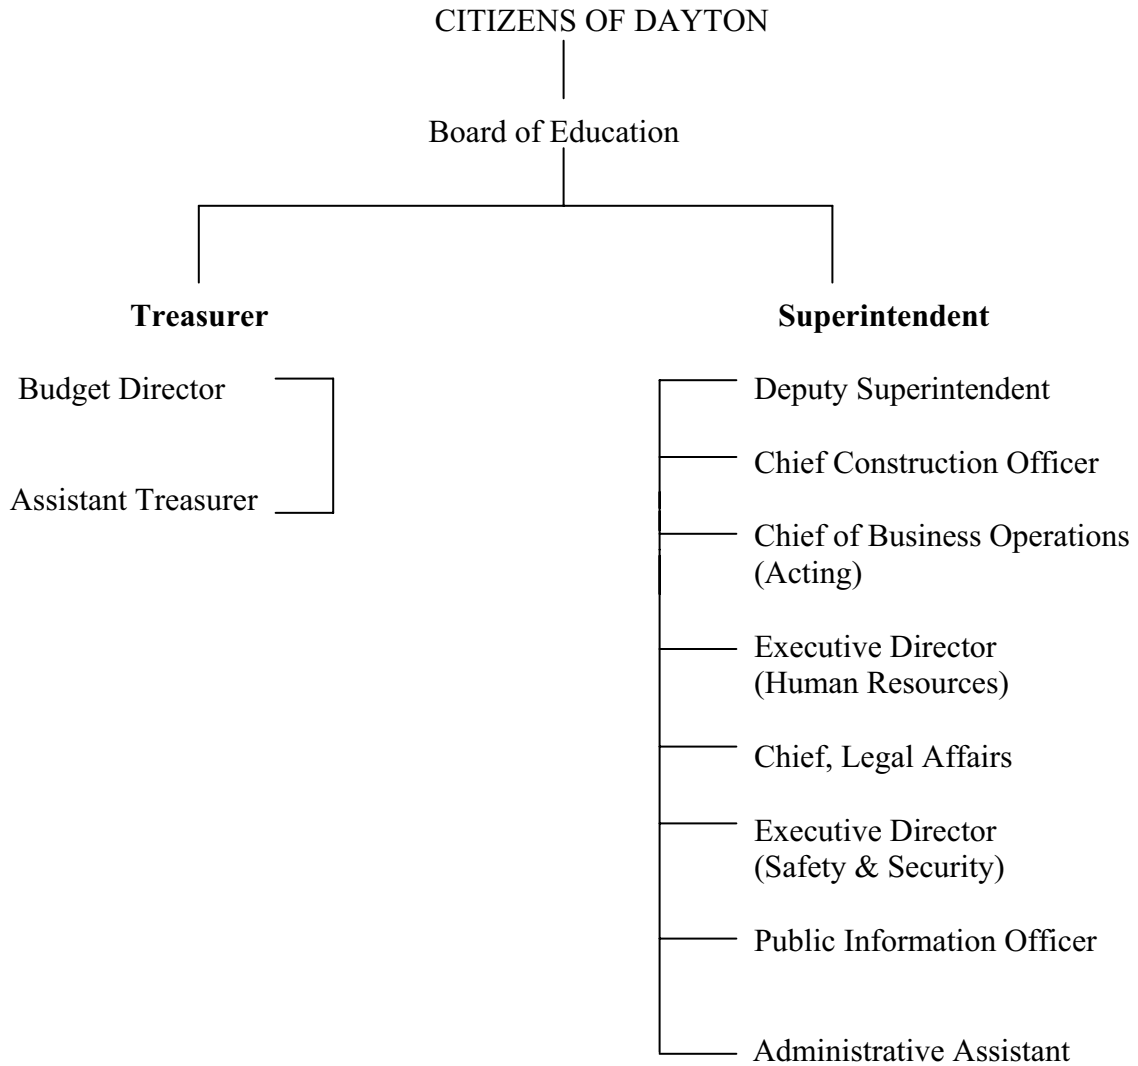 CITIZENS OF DAYTON
Board of Education
Treasurer
Superintendent
Budget Director
Assistant Treasurer
Deputy Superintendent
Chief Construction Officer
Chief of Business Operations
(Acting)
Executive Director
(Human Resources)
Chief, Legal Affairs
Executive Director
(Safety & Security)
Public Information Officer
Administrative Assistant